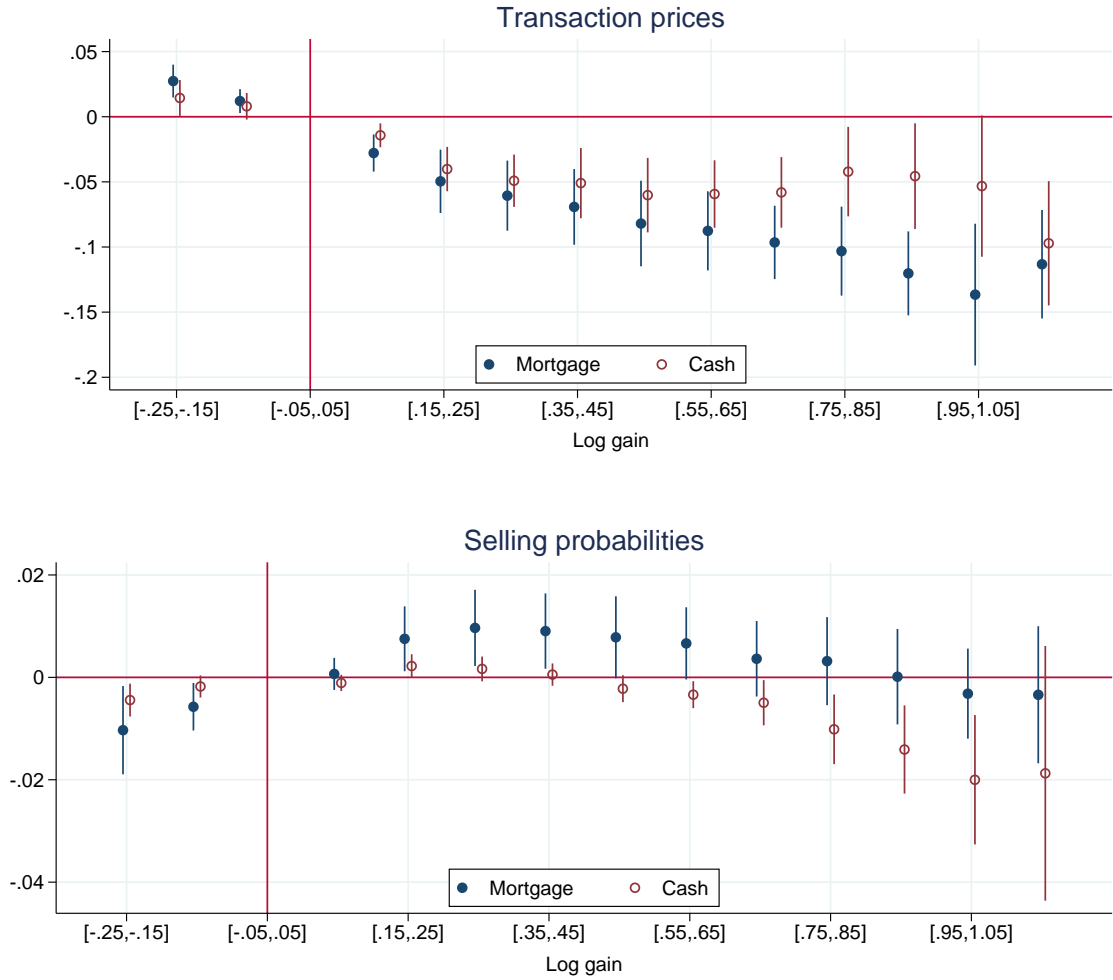 Transaction prices
.05
0
-.05
-.1
-.15
-.2
Mortgage Cash
[-.25,-.15] [-.05,.05] [.15,.25] [.35,.45] [.55,.65] [.75,.85] [.95,1.05]
Log gain
Selling probabilities
.02
0
-.02
-.04
Mortgage Cash
[-.25,-.15] [-.05,.05] [.15,.25] [.35,.45] [.55,.65] [.75,.85] [.95,1.05]
Log gain